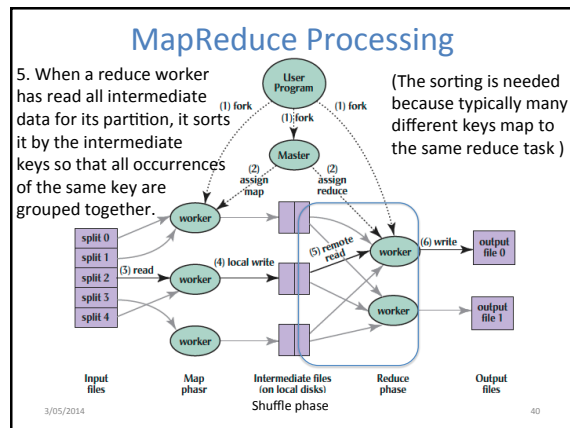 MapReduce Processing
5. When a reduce worker
has read all intermediate
data for its partition, it sorts
it by the intermediate
keys so that all occurrences
of the same key are
grouped together.
(The sorting is needed
because typically many
different keys map to
the same reduce task )
User
Program
(1) fork
(1) fork
(1) fork
Master
(2)
assign
map
(2)
assign
reduce
worker
split 0
split 1
split 2
split 3
split 4
(3) read
worker
(4) local write
worker
(5) remote
read
worker
worker
(6) write
output
file 0
output
file 1
Input
files
Map
phasr
Intermediate files
(on local disks)
Reduce
phase
Output
files
Shuffle phase
3/05/2014
40